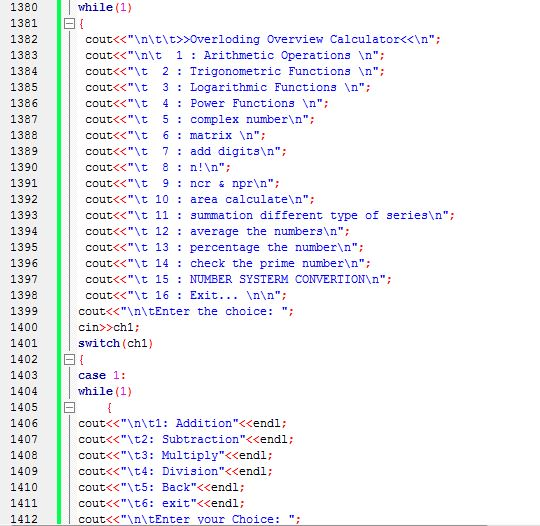 1380 while(1)
1381 {
1382 cout<<"\n\t\t>>Overloding Overview Calculator<<\n";
1383 cout<<"\n\t  1 : Arithmetic Operations \n";
1384 cout<<"\t  2 : Trigonometric Functions \n";
1385 cout<<"\t  3 : Logarithmic Functions \n";
1386 cout<<"\t  4 : Power Functions \n";
1387 cout<<"\t  5 : complex number\n";
1388 cout<<"\t  6 : matrix \n";
1389 cout<<"\t  7 : add digits\n";
1390 cout<<"\t  8 : n!\n";
1391 cout<<"\t  9 : ncr & npr\n";
1392 cout<<"\t 10 : area calculate\n";
1393 cout<<"\t 11 : summation different type of series\n";
1394 cout<<"\t 12 : average the numbers\n";
1395 cout<<"\t 13 : percentage the number\n";
1396 cout<<"\t 14 : check the prime number\n";
1397 cout<<"\t 15 : NUMBER SYSTERM CONVERTION\n";
1398 cout<<"\t 16 : Exit... \n\n";
1399 cout<<"\n\tEnter the choice: ";
1400 cin>>ch1;
1401 switch(ch1)
1402 {
1403 case 1:
1404 while(1)
1405 {
1406 cout<<"\n\t1: Addition"<<endl;
1407 cout<<"\t2: Subtraction"<<endl;
1408 cout<<"\t3: Multiply"<<endl;
1409 cout<<"\t4: Division"<<endl;
1410 cout<<"\t5: Back"<<endl;
1411 cout<<"\t6: exit"<<endl;
1412 cout<<"\n\tEnter your Choice: ";